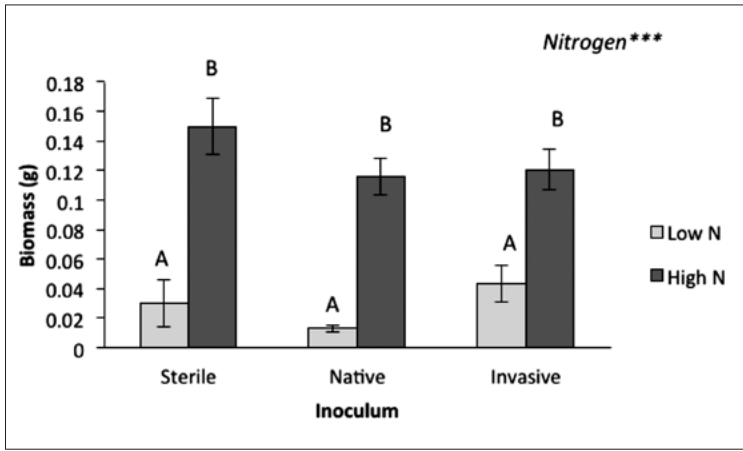 Nitrogen***
Biomass (g)
0.18
0.16
0.14
0.12
0.1
0.08
0.06
0.04
0.02
0
A
B
A
B
A
B
Sterile
Native
Invasive
Inoculum
Low N
High N